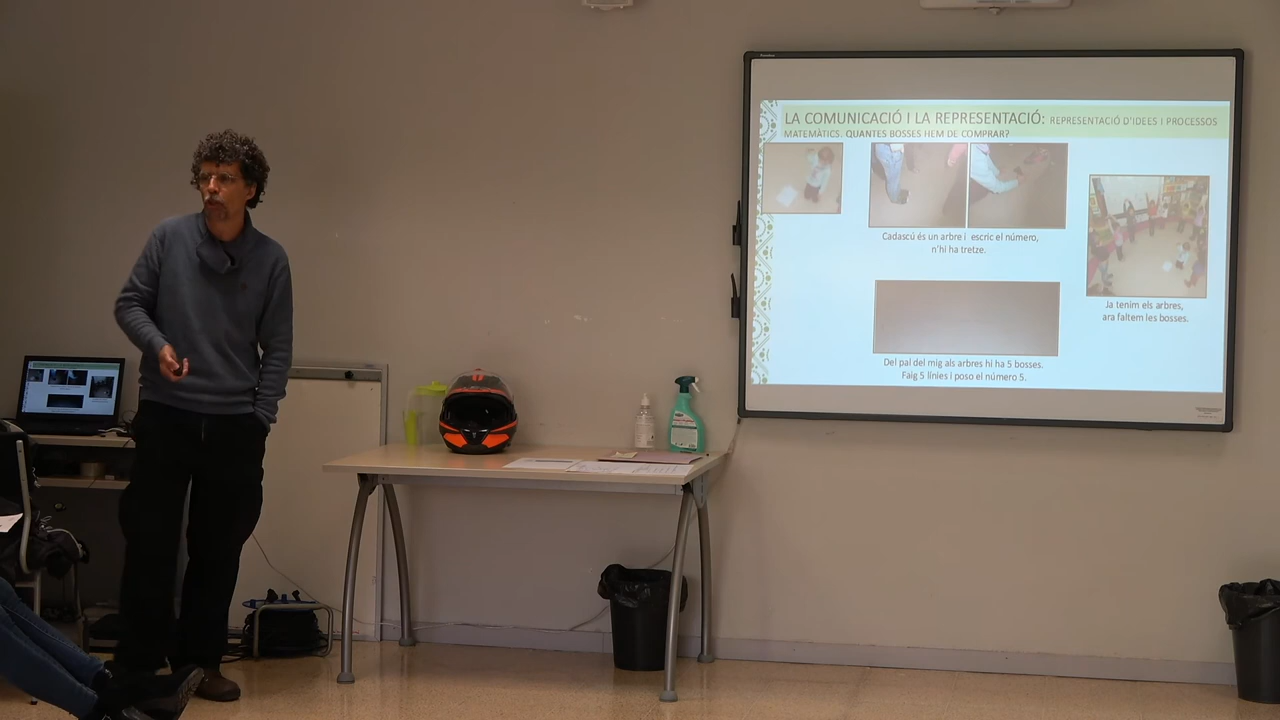 LA COMUNICACIÓ I LA REPRESENTACIÓ: REPRESENTACIÓ D'IDEES I PROCESSOS
MATEMÀTICS. QUANTES BOSSES HEM DE COMPRAR?
Cadascú és un arbre i escric el número,
n'hi ha tretze.
Ja tenim els arbres,
ara falten les bosses.
Del pal del mig als arbres hi ha 5 bosses.
Faig 5 línies i poso el número 5.